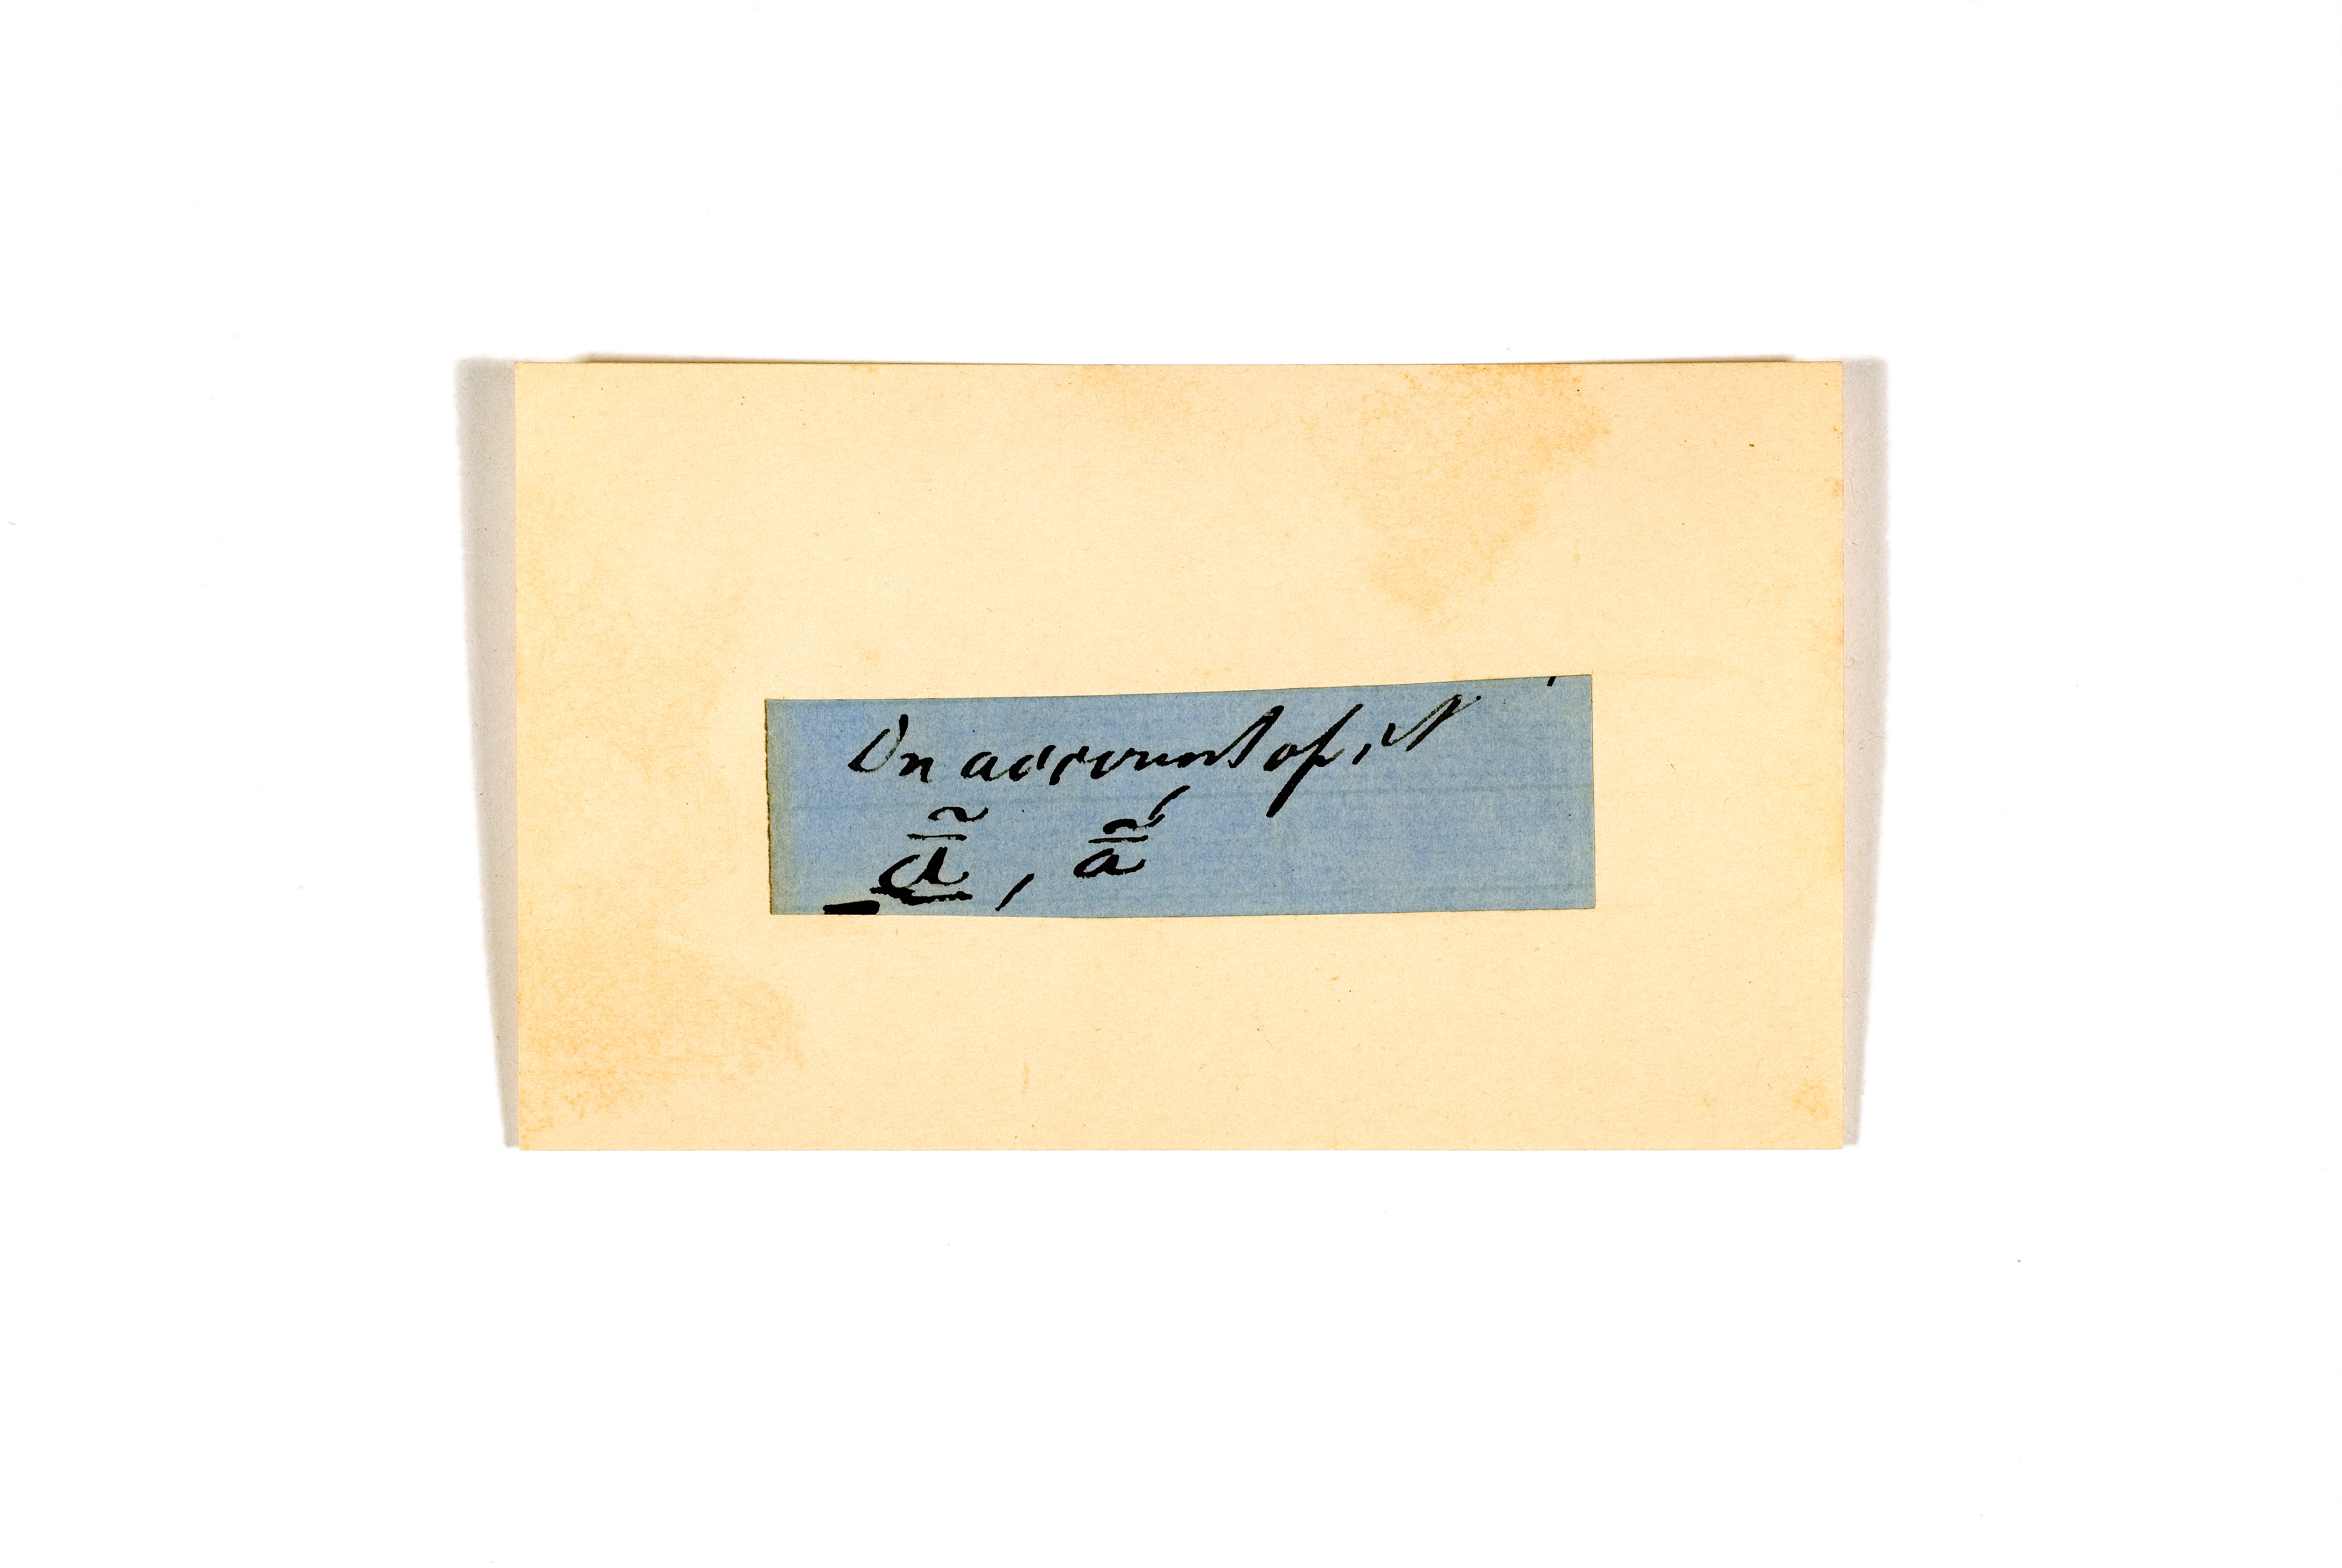 On account of, it
ā̰̃, ā̃́